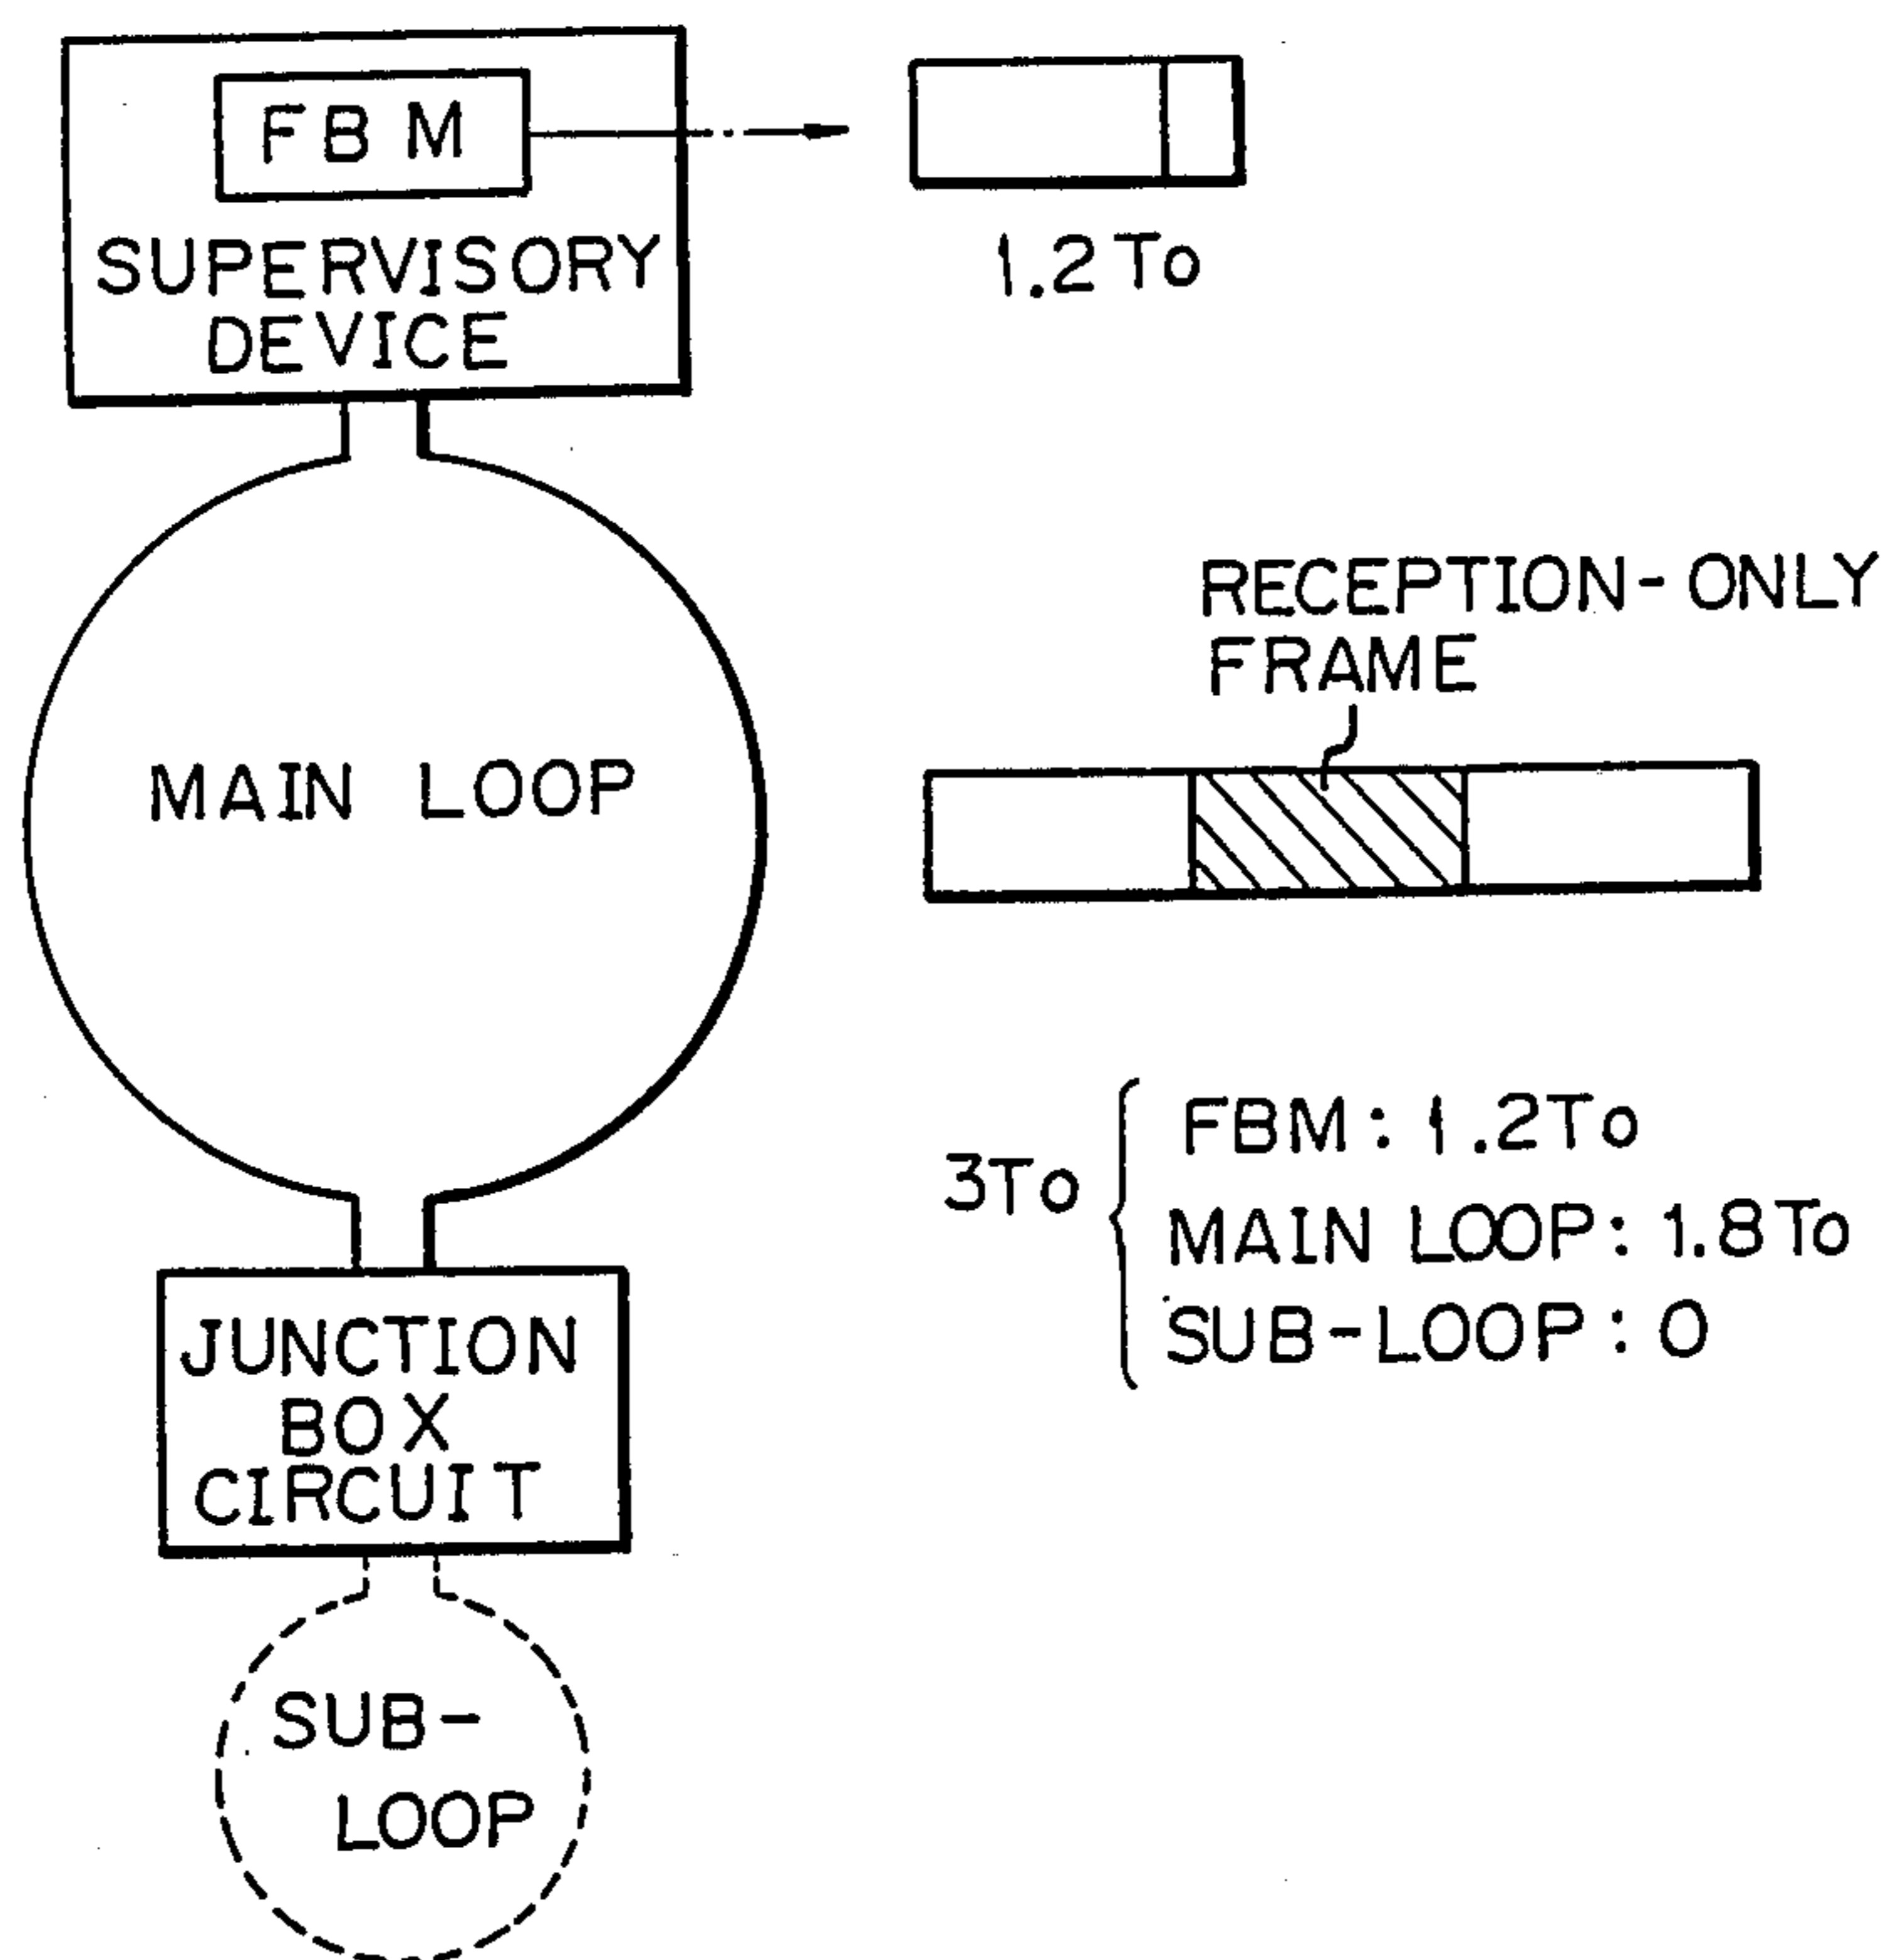 FBM
SUPERVISORY
DEVICE
1.2To
MAIN LOOP
RECEPTION-ONLY
FRAME
3To
FBM: 1.2To
MAIN LOOP: 1.8To
SUB-LOOP: 0
JUNCTION
BOX
CIRCUIT
SUB-
LOOP